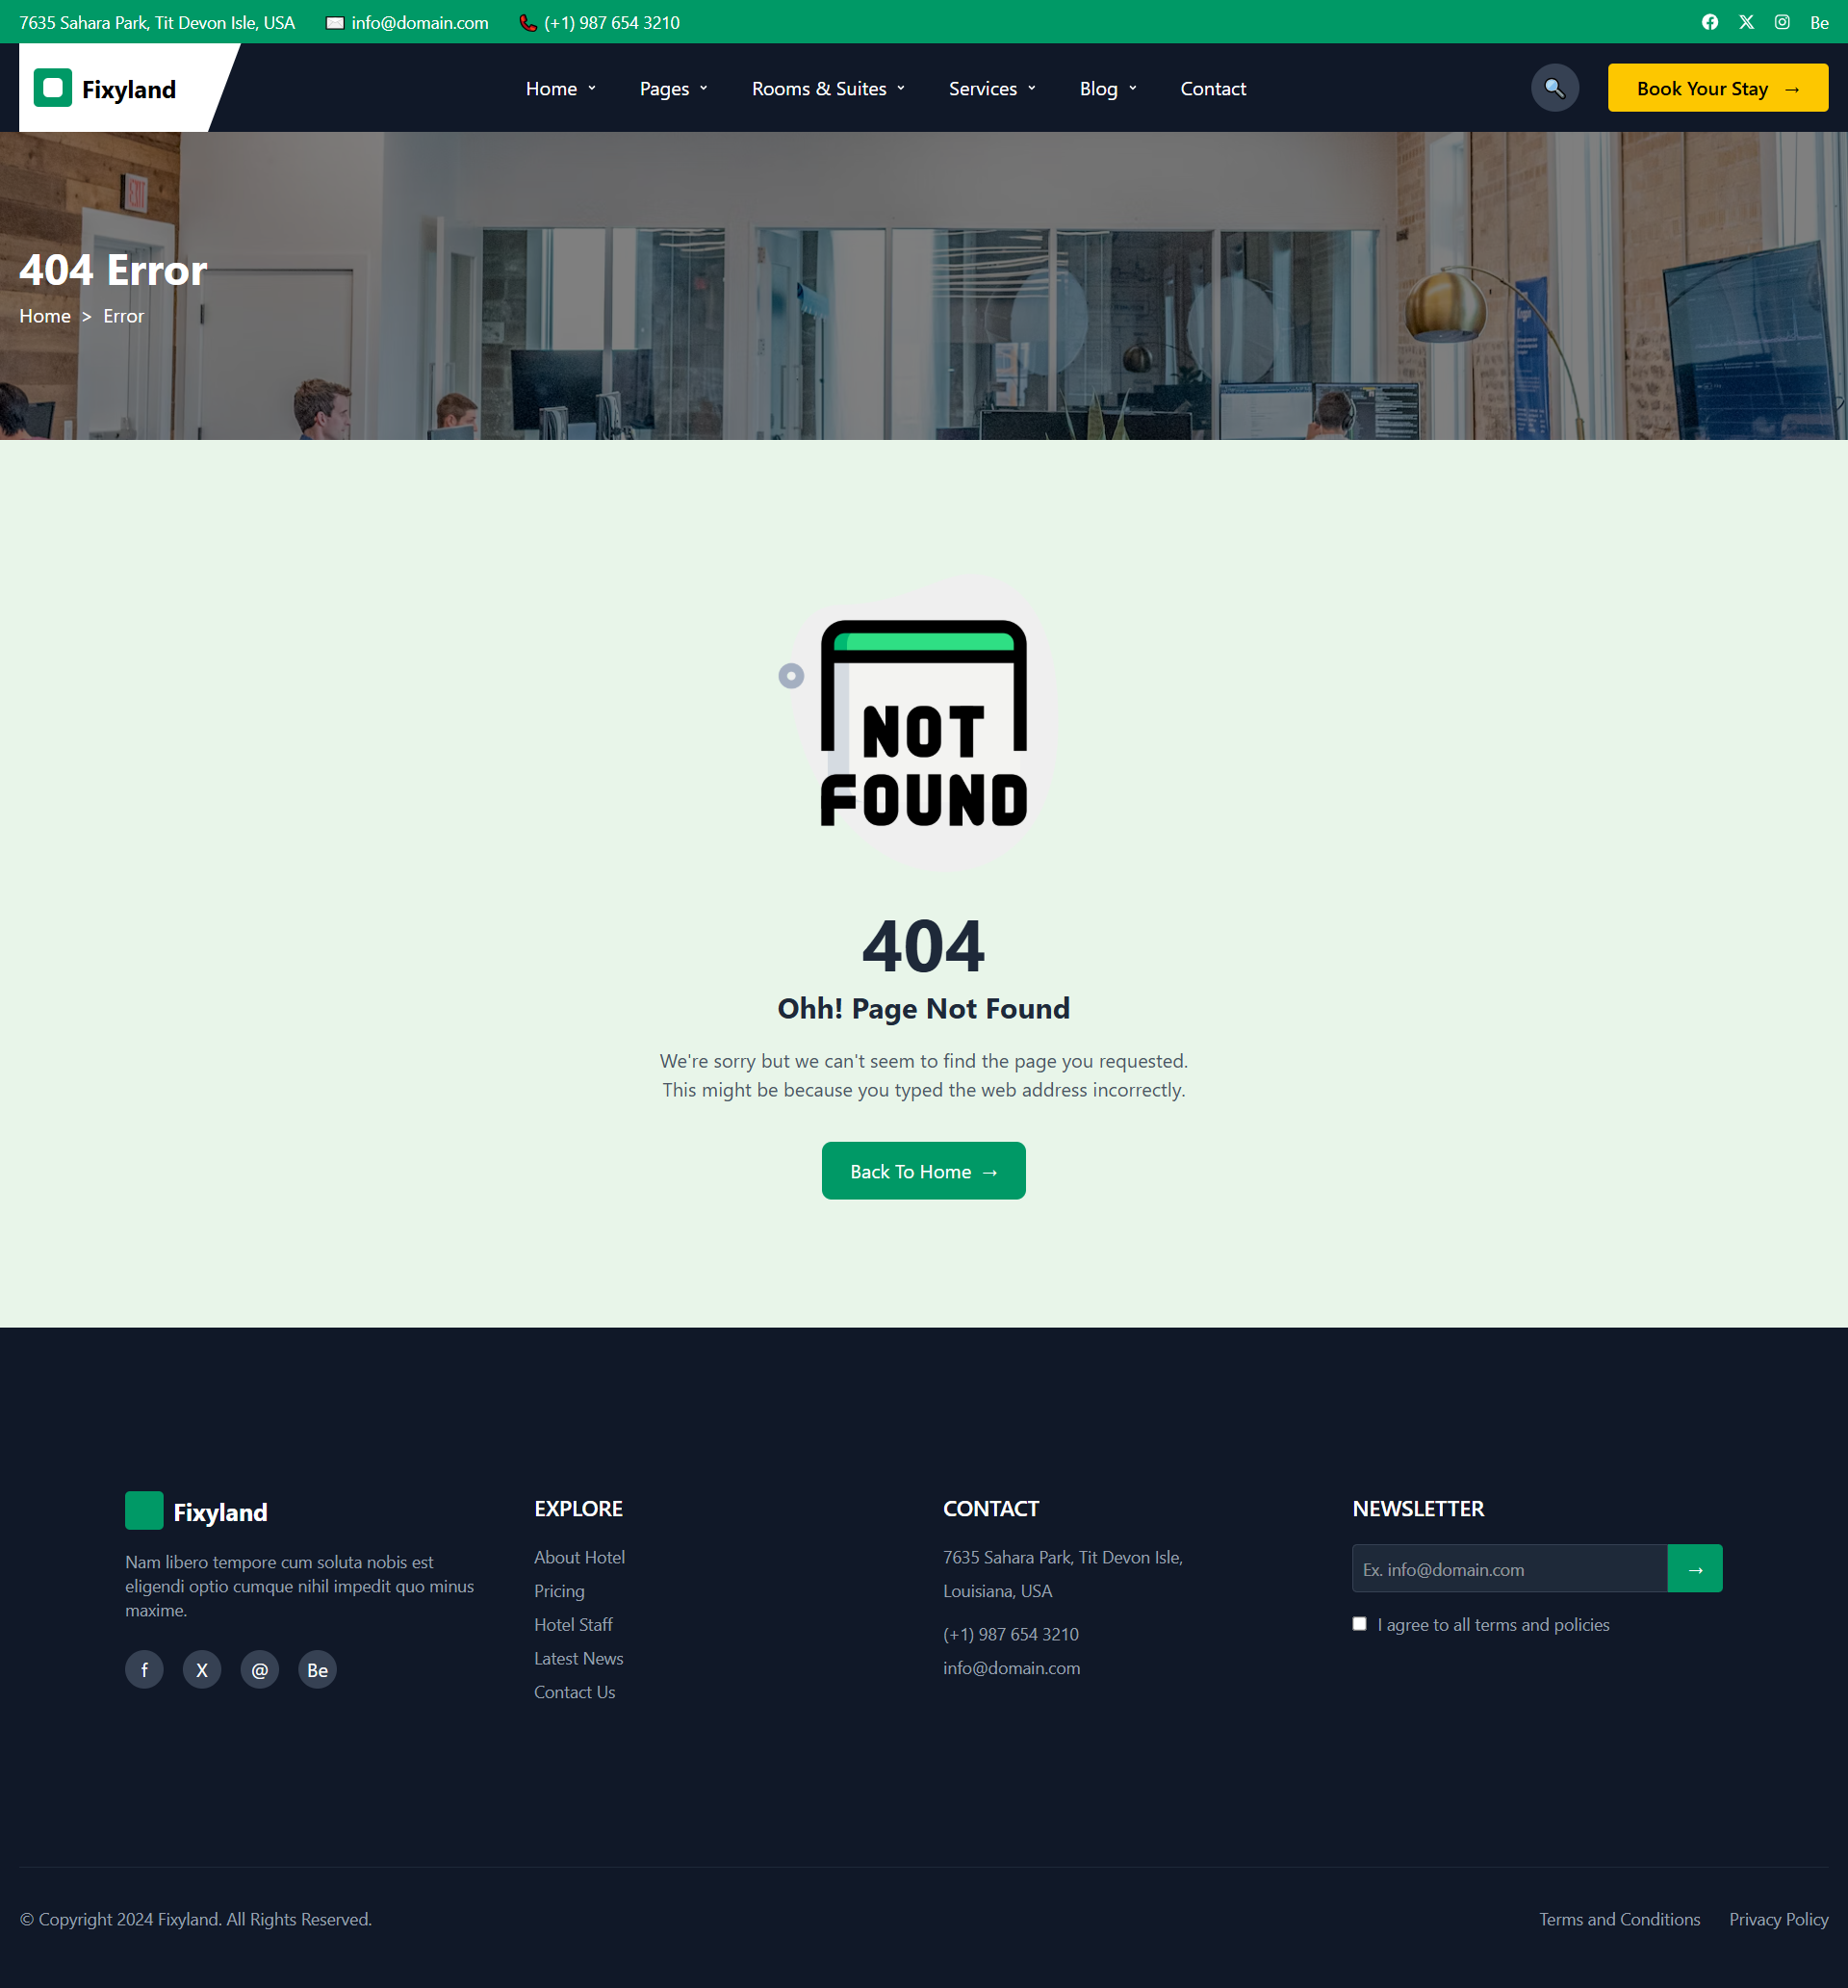 7635 Sahara Park, Tit Devon Isle, USA
info@domain.com
(+1) 987 654 3210
Be
Fixyland
Home
Pages
Rooms & Suites
Services
Blog
Contact
Book Your Stay →
EXIT
404 Error
Home > Error
NOT
FOUND
404
Ohh! Page Not Found
We're sorry but we can't seem to find the page you requested.
This might be because you typed the web address incorrectly.
Back To Home →
Fixyland
Nam libero tempore cum soluta nobis est
eligendi optio cumque nihil impedit quo minus
maxime.
f X @ Be
EXPLORE
About Hotel
Pricing
Hotel Staff
Latest News
Contact Us
CONTACT
7635 Sahara Park, Tit Devon Isle,
Louisiana, USA
(+1) 987 654 3210
info@domain.com
NEWSLETTER
Ex. info@domain.com
→
I agree to all terms and policies
© Copyright 2024 Fixyland. All Rights Reserved.
Terms and Conditions
Privacy Policy